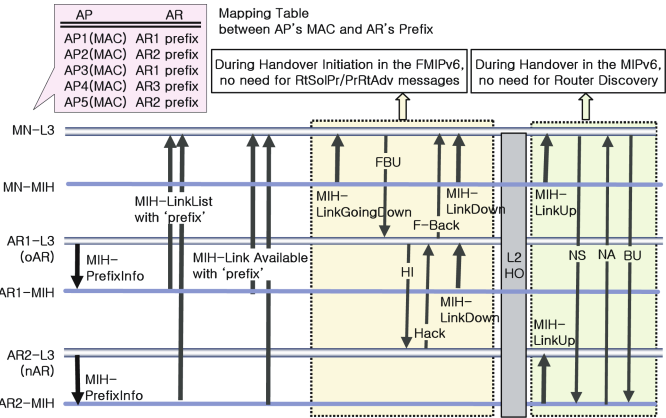 AP AR
AP1(MAC) AR1 prefix
AP2(MAC) AR2 prefix
AP3(MAC) AR1 prefix
AP4(MAC) AR3 prefix
AP5(MAC) AR2 prefix
Mapping Table
between AP's MAC and AR's Prefix
During Handover Initiation in the FMIPv6,
no need for RtSolPr/PrRtAdv messages
During Handover in the MIPv6,
no need for Router Discovery
MN-L3
FBU
MN-MIH
MIH-LinkList
with 'prefix'
MIH-
LinkGoingDown
MIH-
LinkDown
F-Back
MIH-
LinkUp
AR1-L3
(oAR)
MIH-
PrefixInfo
MIH-Link Available
with 'prefix'
HI
L2
HO
NS
NA
BU
AR1-MIH
MIH-
LinkDown
Hack
MIH-
LinkUp
AR2-L3
(nAR)
MIH-
PrefixInfo
AR2-MIH